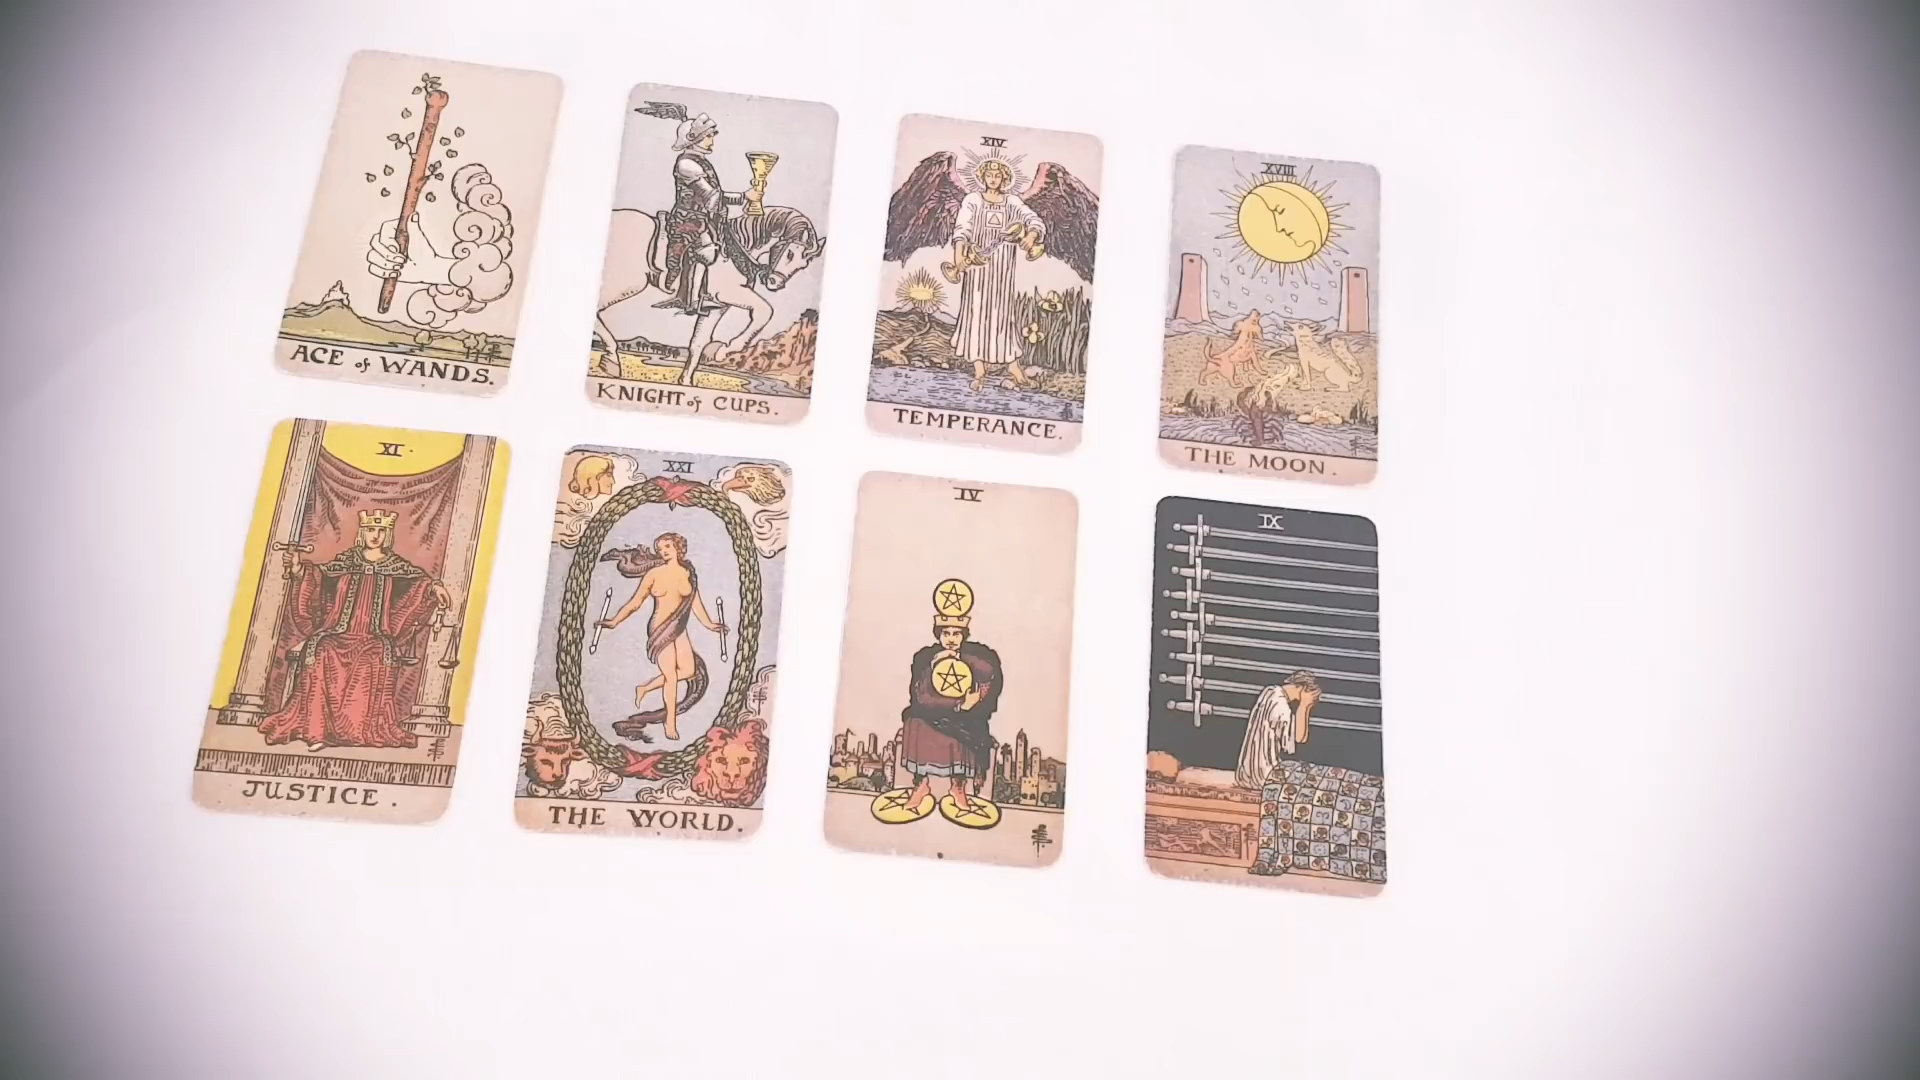 ACE of WANDS.
KNIGHT of CUPS.
XIV
TEMPERANCE.
XVIII
THE MOON.
XI.
JUSTICE.
XXI
THE WORLD.
IV
IX